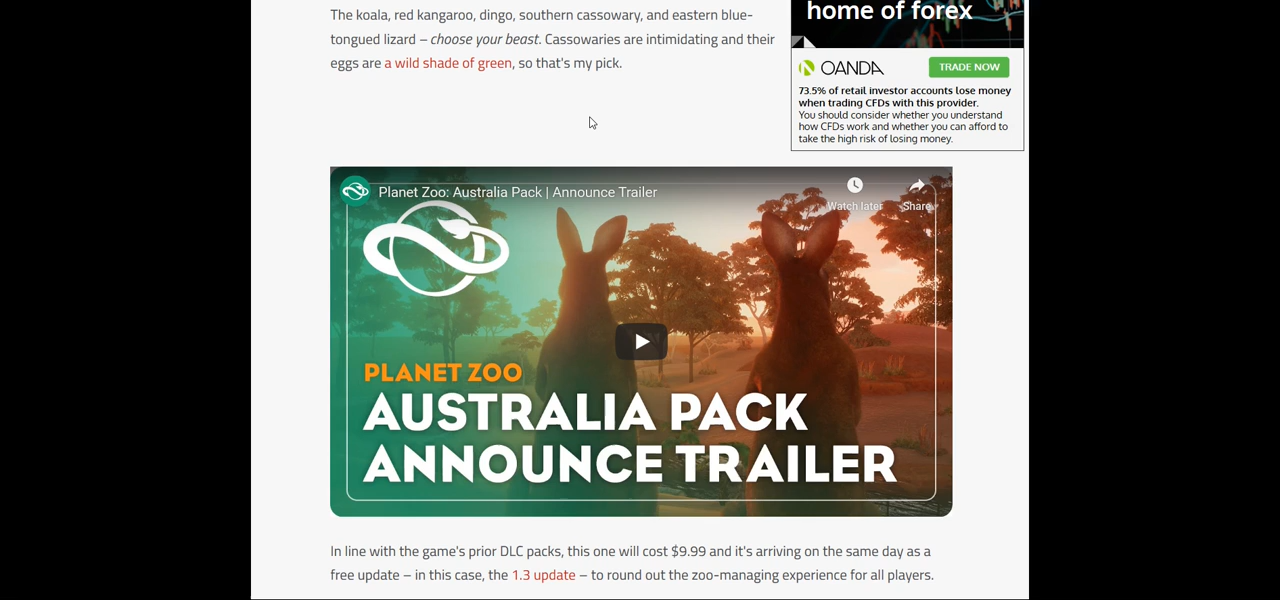 The koala, red kangaroo, dingo, southern cassowary, and eastern blue-
tongued lizard – choose your beast. Cassowaries are intimidating and their
eggs are a wild shade of green, so that's my pick.
home of forex
OANDA
TRADE NOW
73.5% of retail investor accounts lose money
when trading CFDs with this provider.
You should consider whether you understand
how CFDs work and whether you can afford to
take the high risk of losing money.
Planet Zoo: Australia Pack | Announce Trailer
Watch later
Share
PLANET ZOO
AUSTRALIA PACK
ANNOUNCE TRAILER
In line with the game's prior DLC packs, this one will cost $9.99 and it's arriving on the same day as a
free update – in this case, the 1.3 update – to round out the zoo-managing experience for all players.